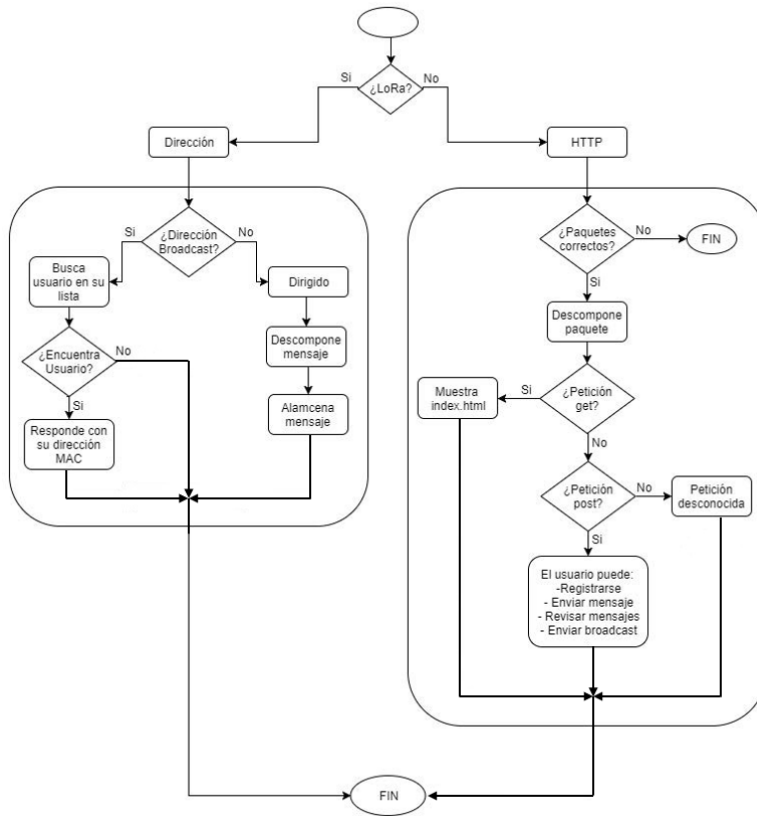 ¿LoRa?
Si
No
Dirección
HTTP
¿Dirección
Broadcast?
Si
No
Busca
usuario en su
lista
Dirigido
¿Encuentra
Usuario?
No
Si
Descompone
mensaje
Alamcena
mensaje
Responde con
su dirección
MAC
¿Paquetes
correctos?
No
FIN
Si
Descompone
paquete
¿Petición
get?
Si
Muestra
index.html
No
¿Petición
post?
No
Petición
desconocida
Si
El usuario puede:
-Registrarse
- Enviar mensaje
- Revisar mensajes
- Enviar broadcast
FIN